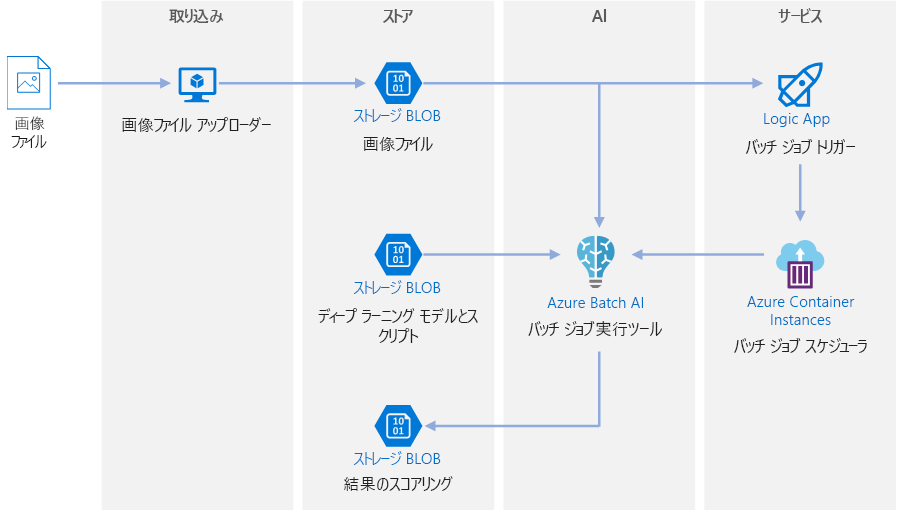 取り込み
ストア
AI
サービス
画像
ファイル
画像ファイル アップローダー
ストレージ BLOB
画像ファイル
Logic App
バッチ ジョブ トリガー
ストレージ BLOB
ディープ ラーニング モデルとス
クリプト
Azure Batch AI
バッチ ジョブ実行ツール
Azure Container
Instances
バッチ ジョブ スケジューラ
ストレージ BLOB
結果のスコアリング